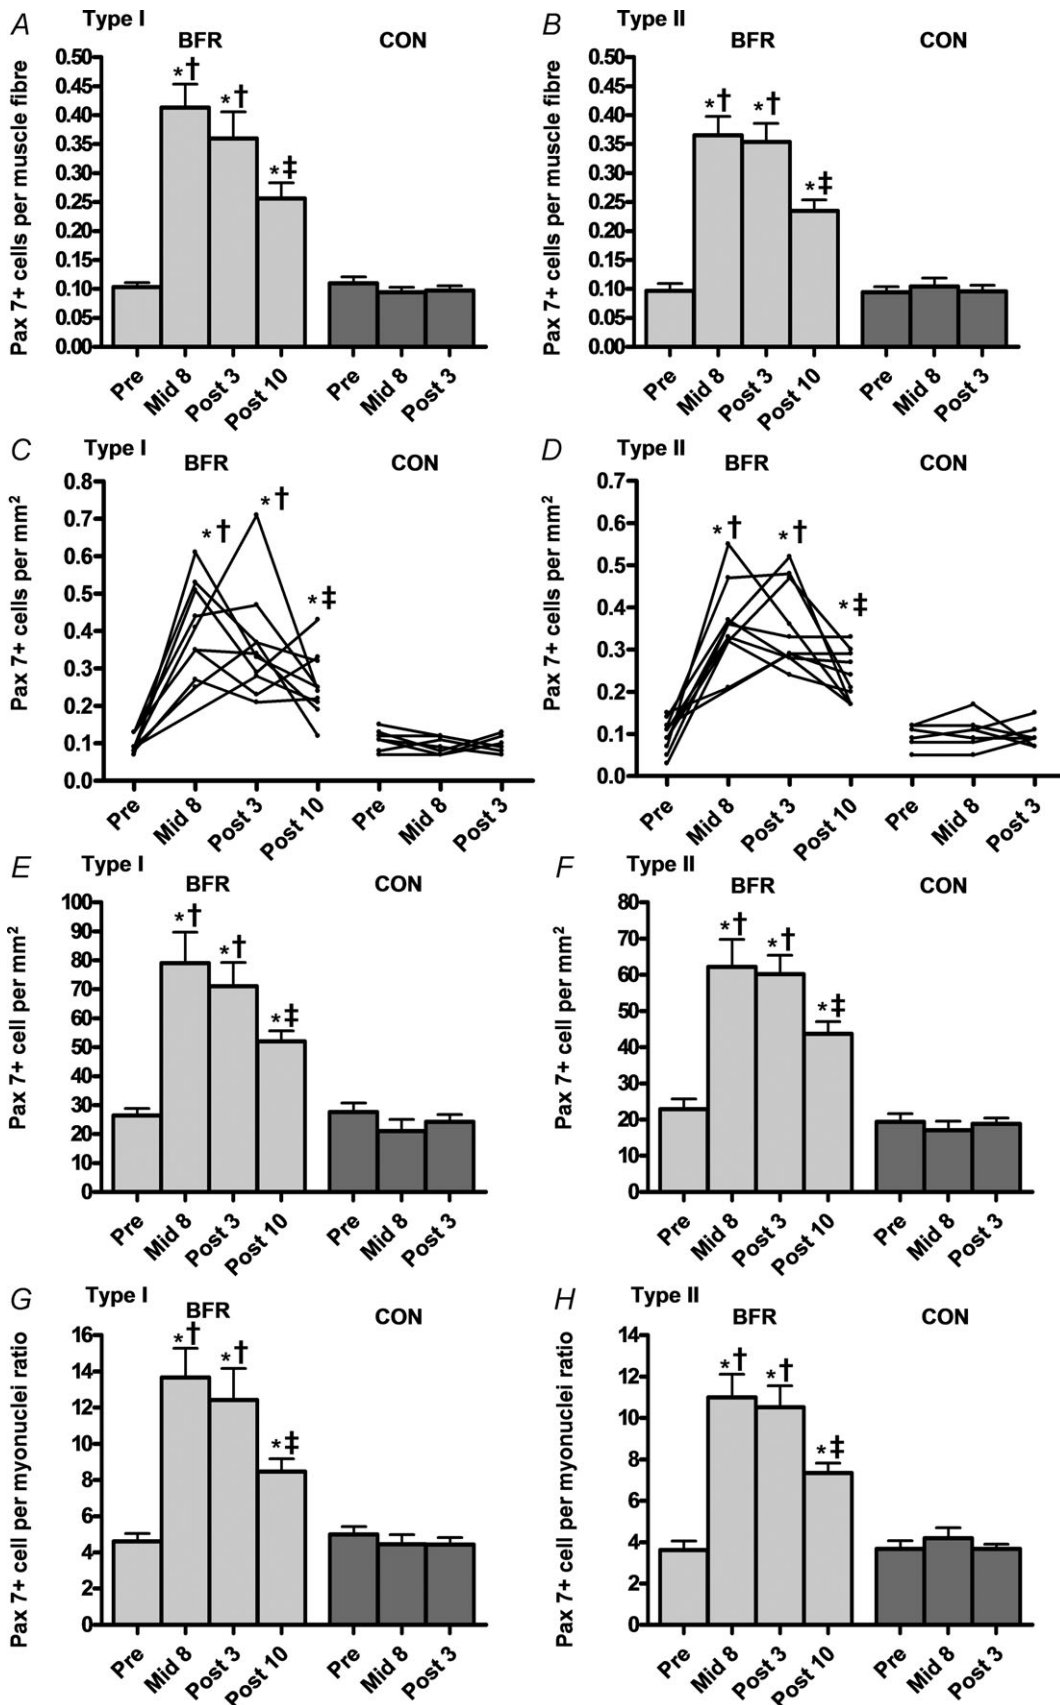 A
Type I
BFR
CON
Pax 7+ cells per muscle fibre
0.50
0.45
0.40
0.35
0.30
0.25
0.20
0.15
0.10
0.05
0.00
*†
*†
*‡
Pre
Mid 8
Post 3
Post 10
Pre
Mid 8
Post 3
B
Type II
BFR
CON
Pax 7+ cells per muscle fibre
0.50
0.45
0.40
0.35
0.30
0.25
0.20
0.15
0.10
0.05
0.00
*†
*†
*‡
Pre
Mid 8
Post 3
Post 10
Pre
Mid 8
Post 3
C
Type I
BFR
CON
Pax 7+ cells per mm²
0.8
0.7
0.6
0.5
0.4
0.3
0.2
0.1
0.0
*†
*†
*‡
Pre
Mid 8
Post 3
Post 10
Pre
Mid 8
Post 3
D
Type II
BFR
CON
Pax 7+ cells per mm²
0.7
0.6
0.5
0.4
0.3
0.2
0.1
0.0
*†
*†
*‡
Pre
Mid 8
Post 3
Post 10
Pre
Mid 8
Post 3
E
Type I
BFR
CON
Pax 7+ cell per mm²
100
90
80
70
60
50
40
30
20
10
0
*†
*†
*‡
Pre
Mid 8
Post 3
Post 10
Pre
Mid 8
Post 3
F
Type II
BFR
CON
Pax 7+ cell per mm²
80
70
60
50
40
30
20
10
0
*†
*†
*‡
Pre
Mid 8
Post 3
Post 10
Pre
Mid 8
Post 3
G
Type I
BFR
CON
Pax 7+ cell per myonuclei ratio
16
14
12
10
8
6
4
2
0
*†
*†
*‡
Pre
Mid 8
Post 3
Post 10
Pre
Mid 8
Post 3
H
Type II
BFR
CON
Pax 7+ cell per myonuclei ratio
14
12
10
8
6
4
2
0
*†
*†
*‡
Pre
Mid 8
Post 3
Post 10
Pre
Mid 8
Post 3